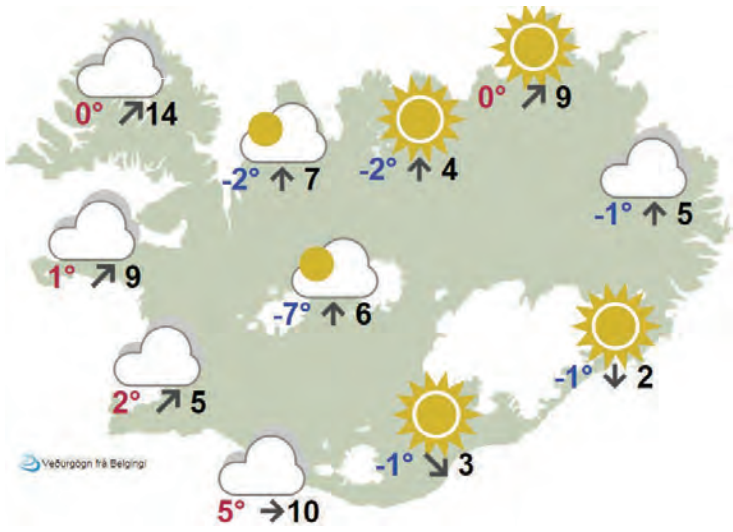 0° ↗14
0° ↗ 9
-2° ↑ 7
-2° ↑ 4
-1° ↑ 5
1° ↗ 9
-7° ↑ 6
-1° ↓ 2
2° ↗ 5
-1° ↘ 3
5° →10
Veðurgögn frá Belgingi